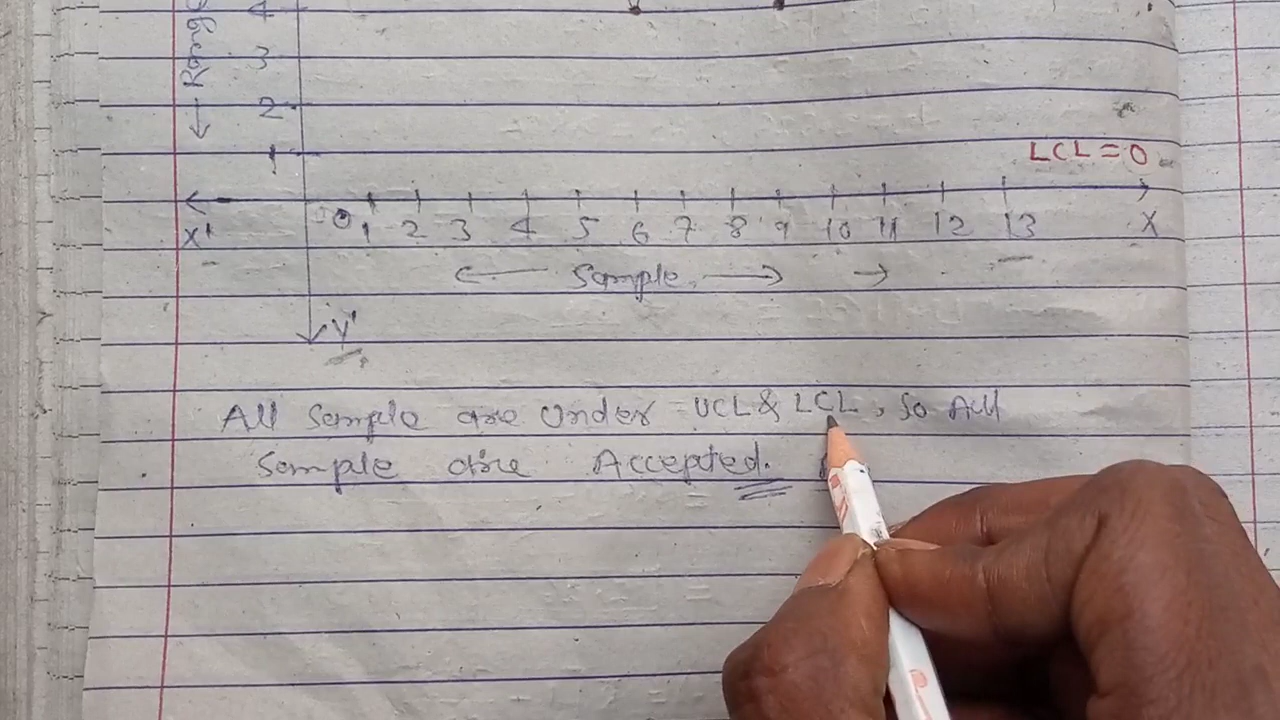 4
3
← Range
2
1
LCL = 0
X' 0 1 2 3 4 5 6 7 8 9 10 11 12 13 X
← Sample → →
Y'
All Sample are Under UCL & LCL, So All
Sample are Accepted.